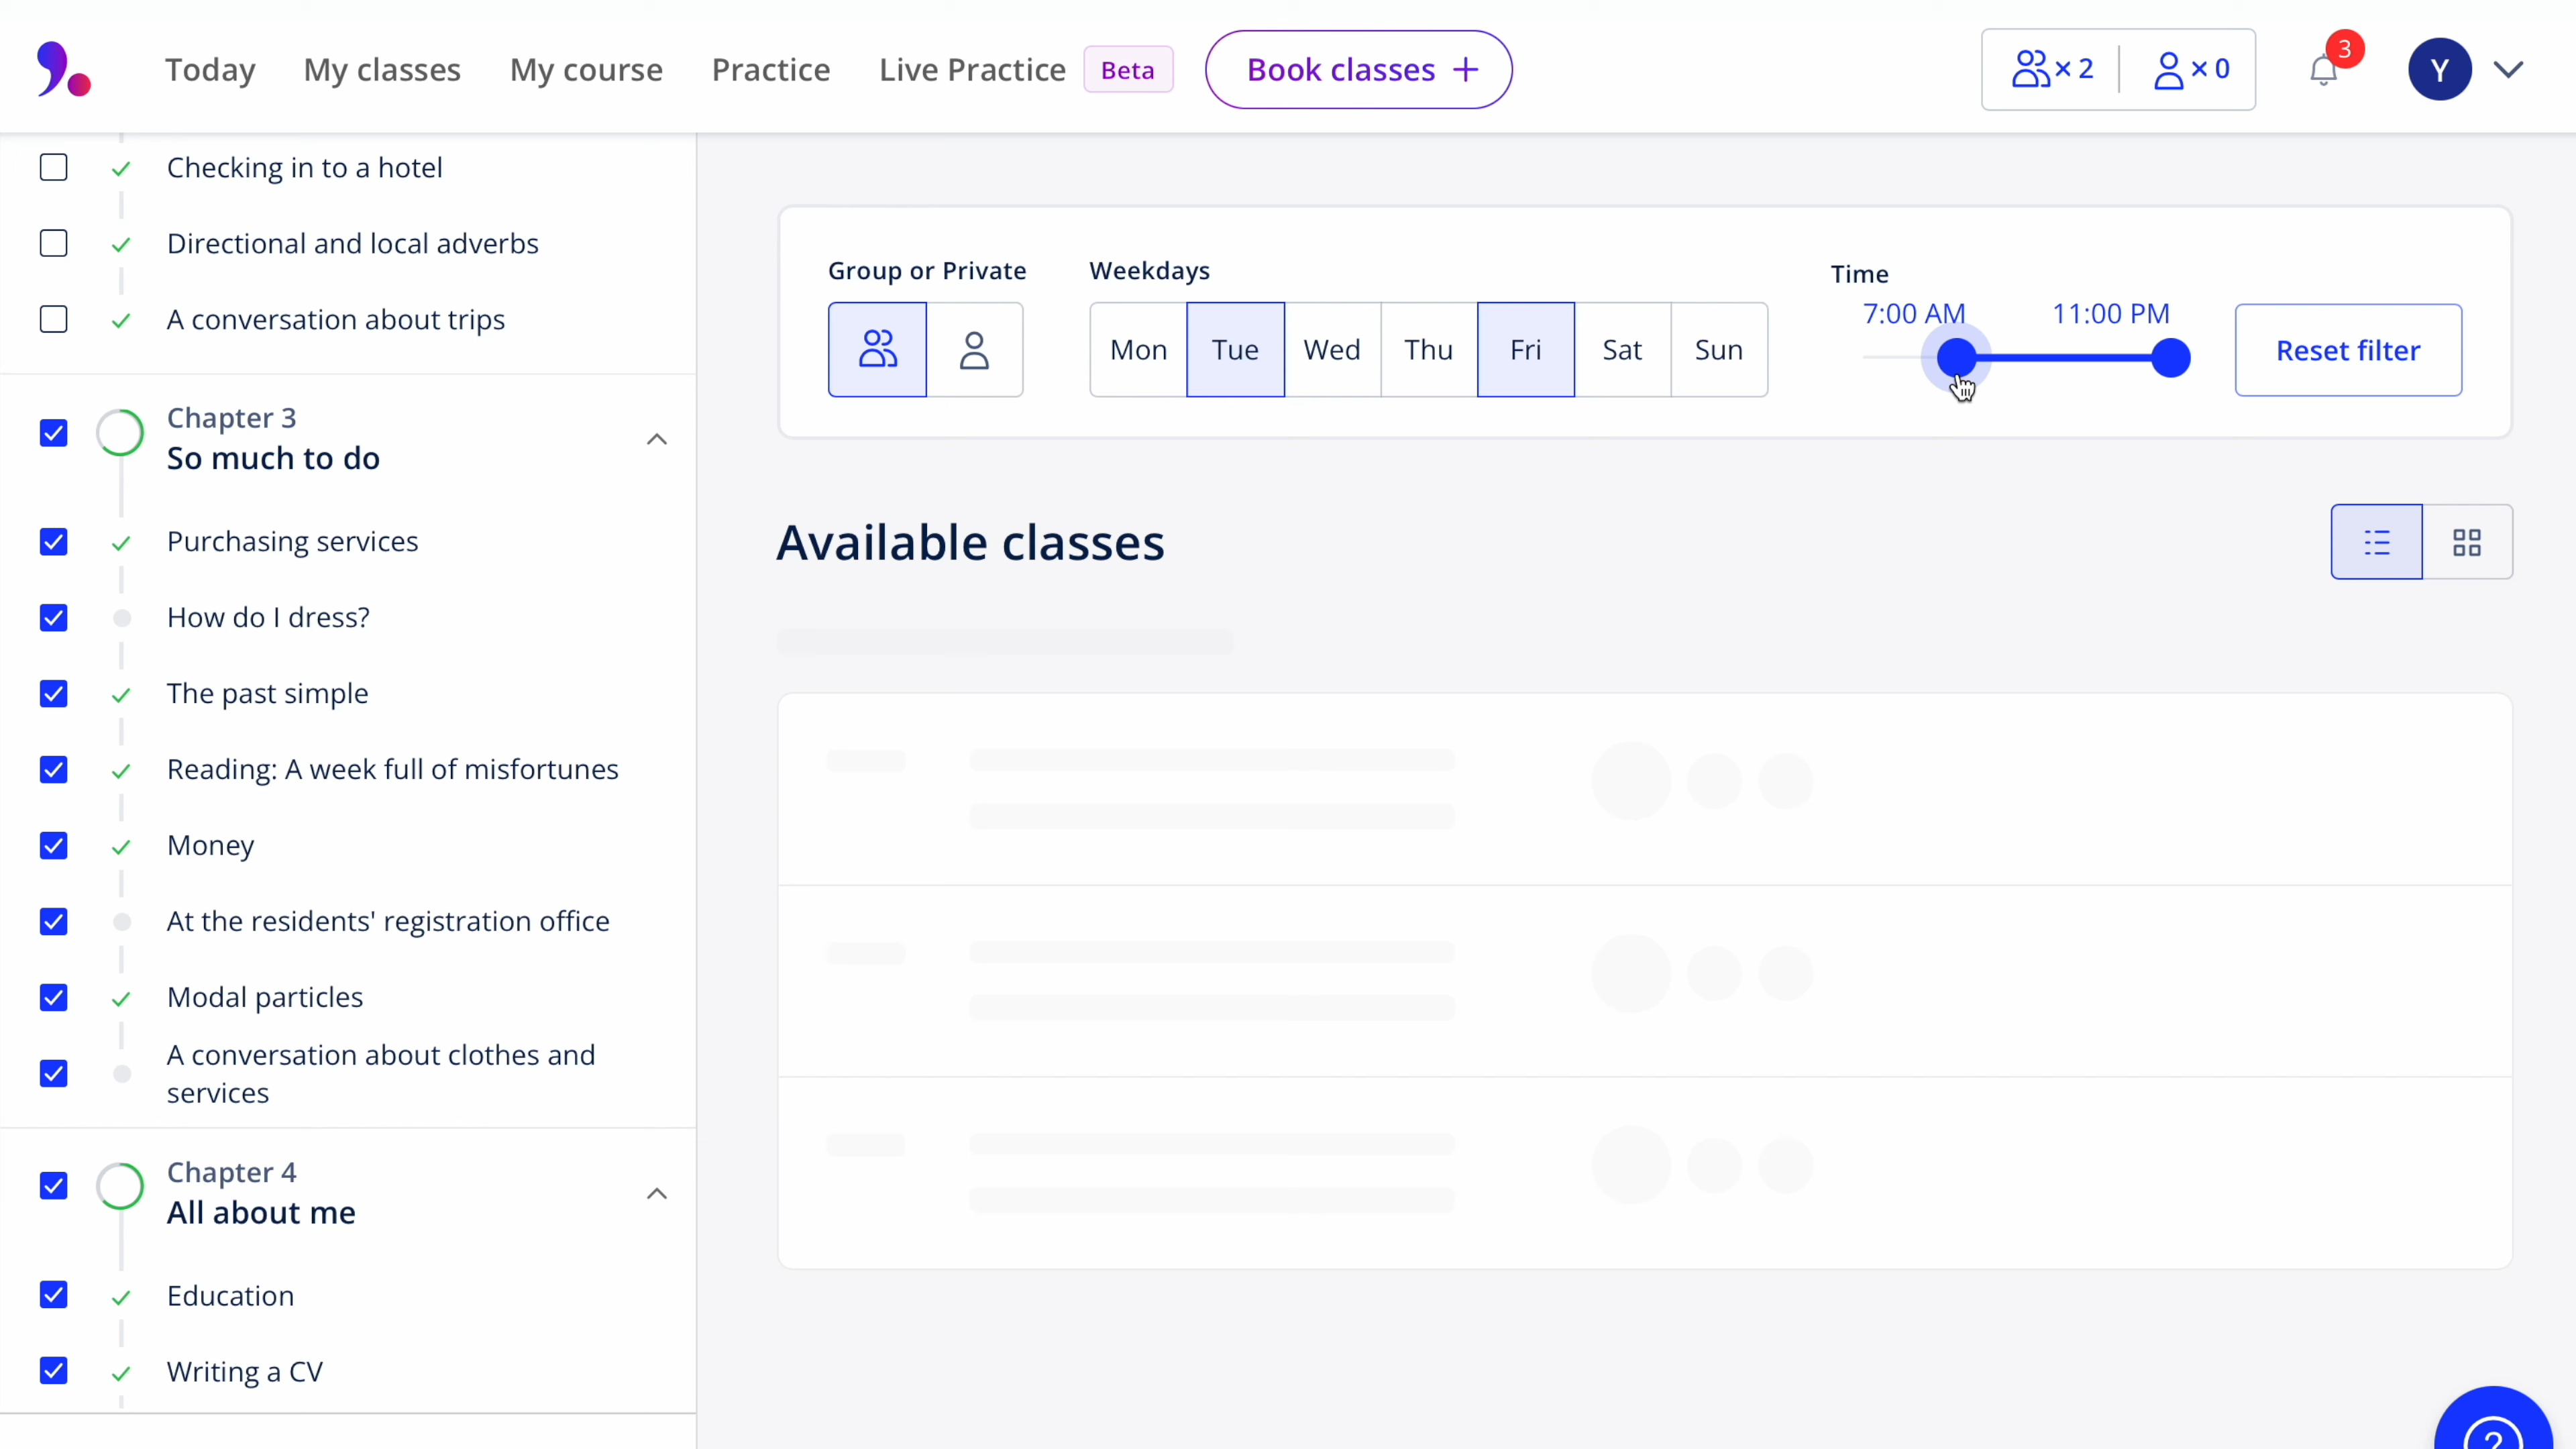 Today My classes My course Practice Live Practice Beta Book classes + × 2 × 0 3 Y
Checking in to a hotel
Directional and local adverbs
A conversation about trips
Chapter 3
So much to do
Purchasing services
How do I dress?
The past simple
Reading: A week full of misfortunes
Money
At the residents' registration office
Modal particles
A conversation about clothes and
services
Chapter 4
All about me
Education
Writing a CV
Group or Private Weekdays Time
7:00 AM 11:00 PM
Mon Tue Wed Thu Fri Sat Sun Reset filter
Available classes
?